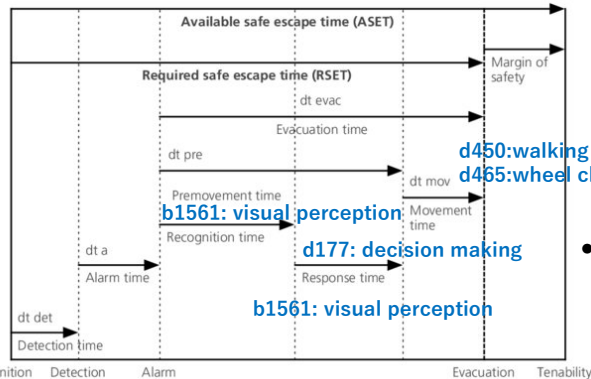 Available safe escape time (ASET)
Margin of
safety
Required safe escape time (RSET)
dt evac
Evacuation time
dt pre
d450:walking
d465:wheel
dt mov
Premovement time
b1561: visual perception
Movement
time
Recognition time
d177: decision making
dt a
Alarm time
Response time
b1561: visual perception
dt det
Detection time
Detection
Alarm
Evacuation